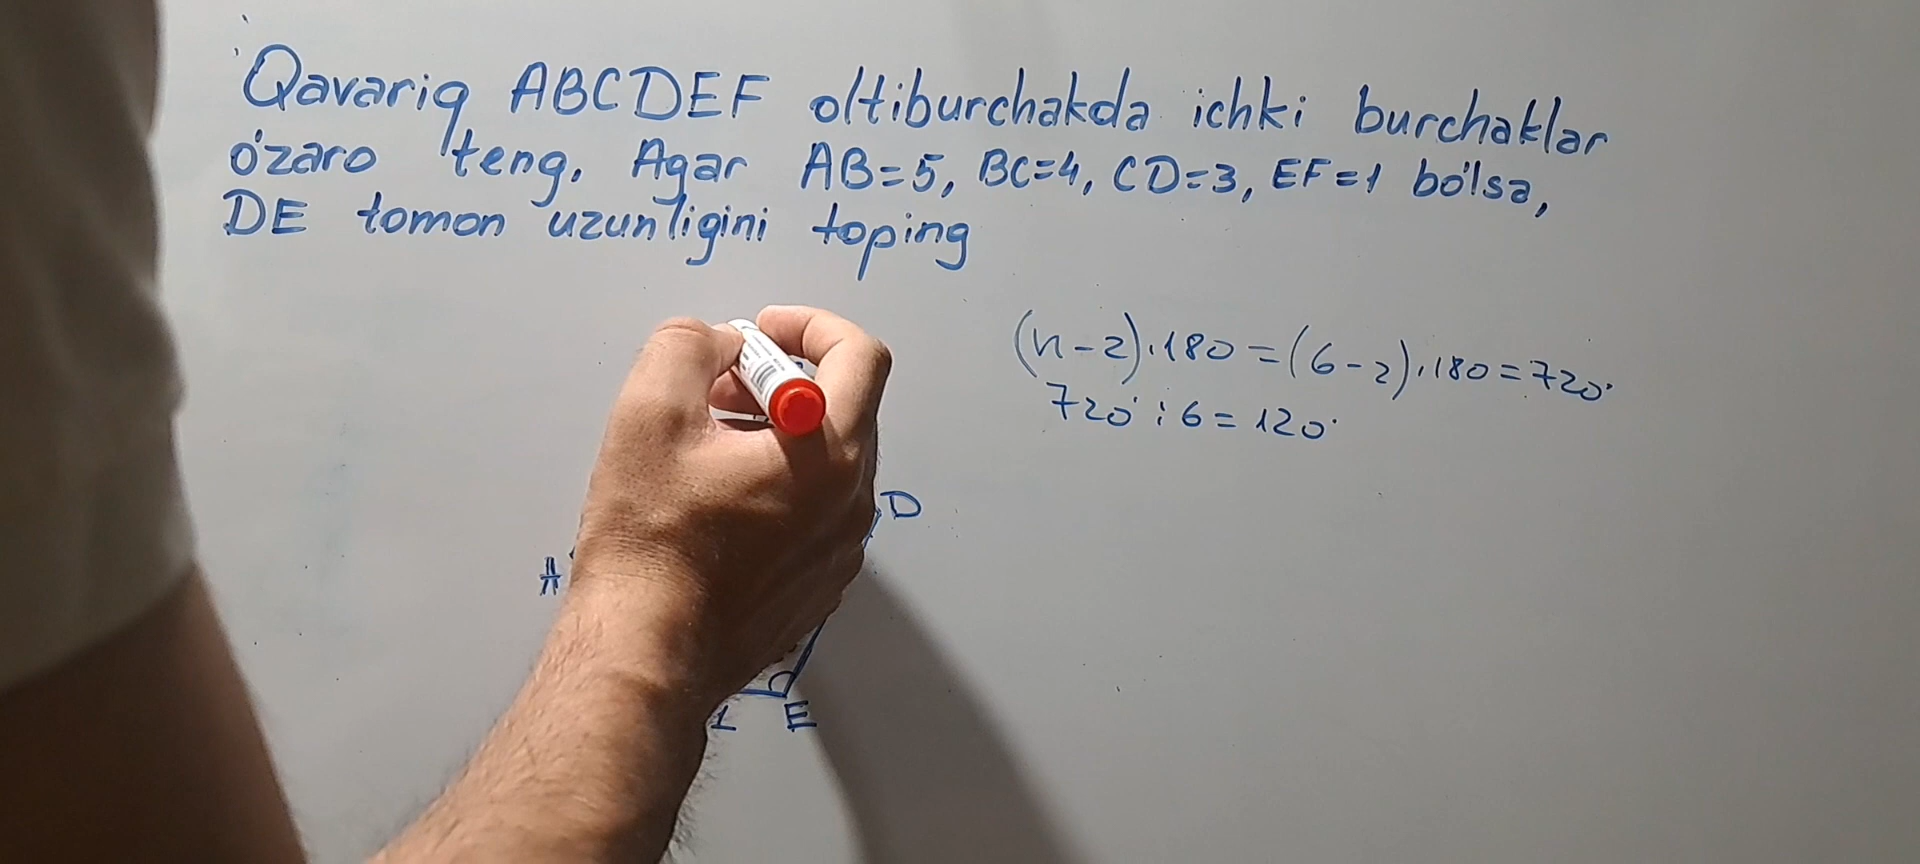 Qavariq ABCDEF oltiburchakda ichki burchaklar
o'zaro teng. Agar AB=5, BC=4, CD=3, EF=1 bo'lsa,
DE tomon uzunligini toping
(n-2).180=(6-2).180=720°
720°:6=120°
D
A
1 E